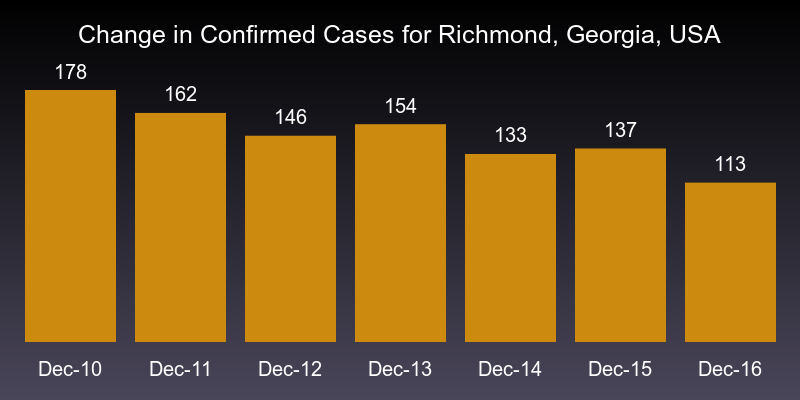 Change in Confirmed Cases for Richmond, Georgia, USA
178
162
146
154
133
137
113
Dec-10
Dec-11
Dec-12
Dec-13
Dec-14
Dec-15
Dec-16